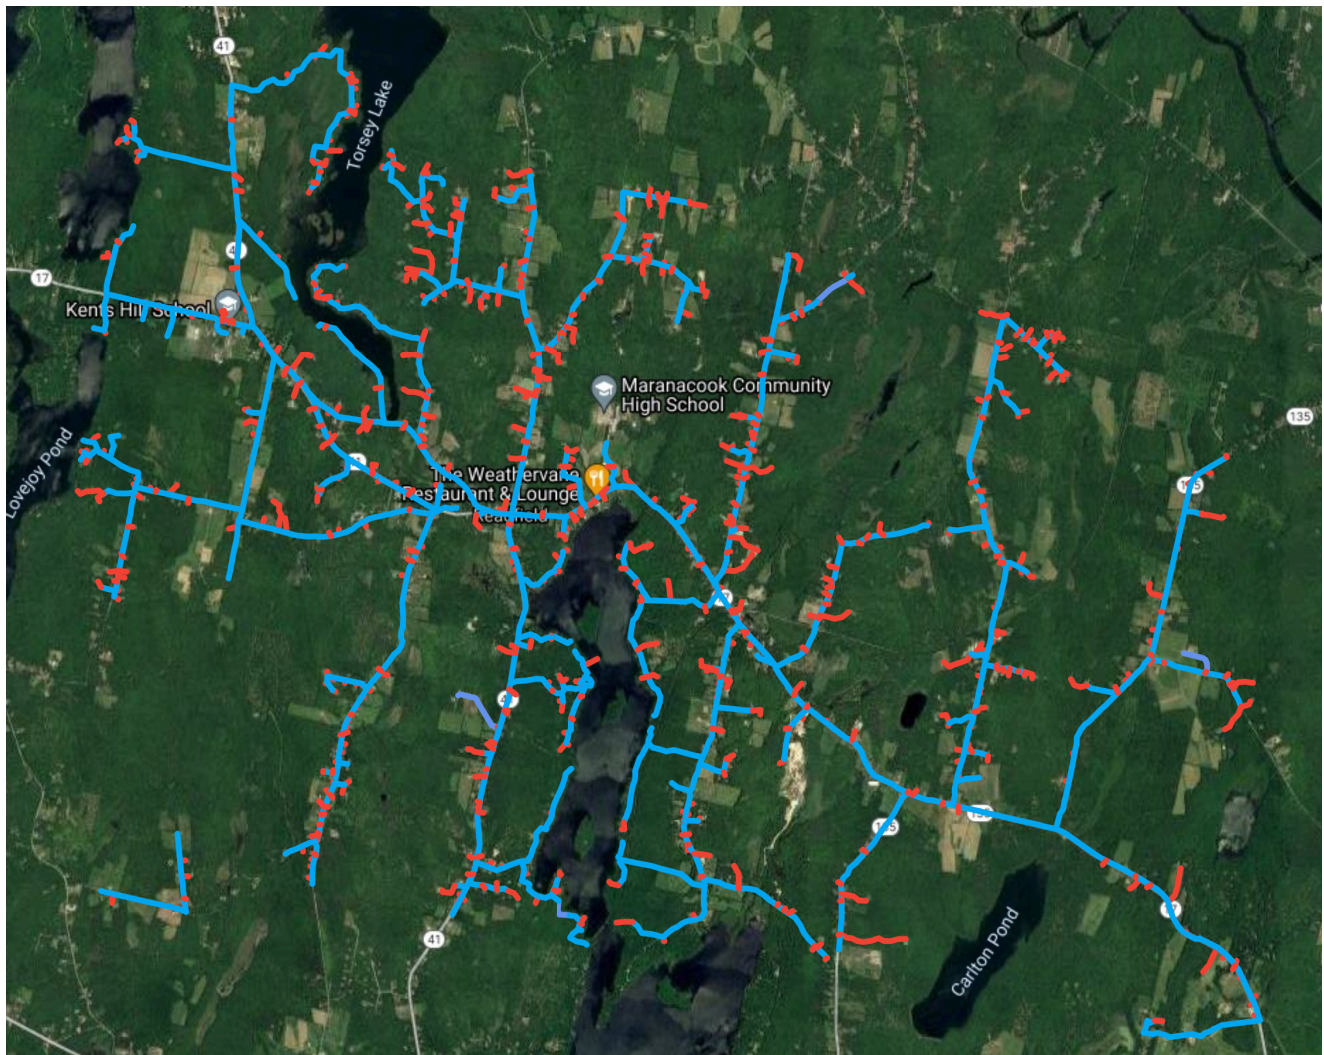 41
Torsey Lake
17
Kents Hill School
Maranacook Community
High School
135
Lovejoy Pond
The Weathervane
Restaurant & Lounge
Readfield
17
135
41
Carlton Pond